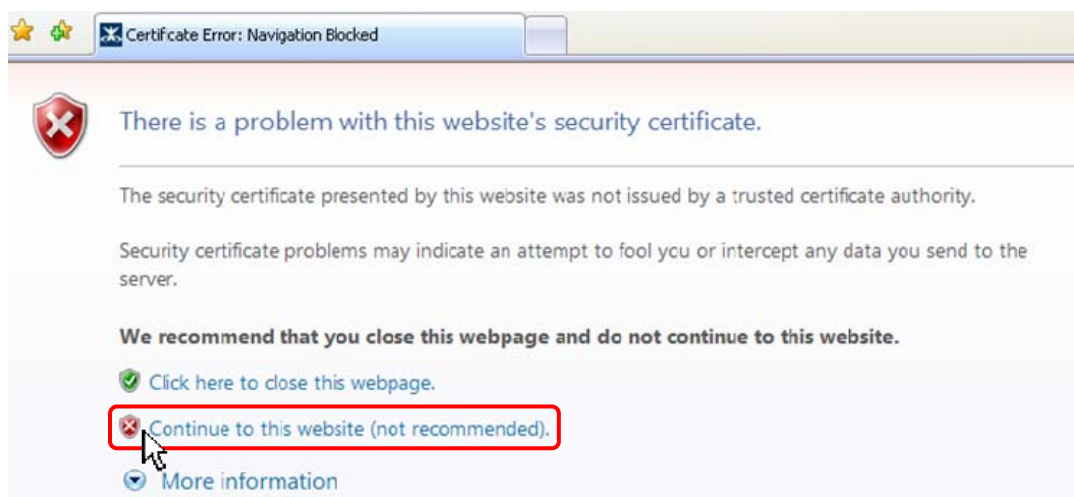 Certificate Error: Navigation Blocked
There is a problem with this website's security certificate.
The security certificate presented by this website was not issued by a trusted certificate authority.
Security certificate problems may indicate an attempt to fool you or intercept any data you send to the
server.
We recommend that you close this webpage and do not continue to this website.
Click here to close this webpage.
Continue to this website (not recommended).
More information